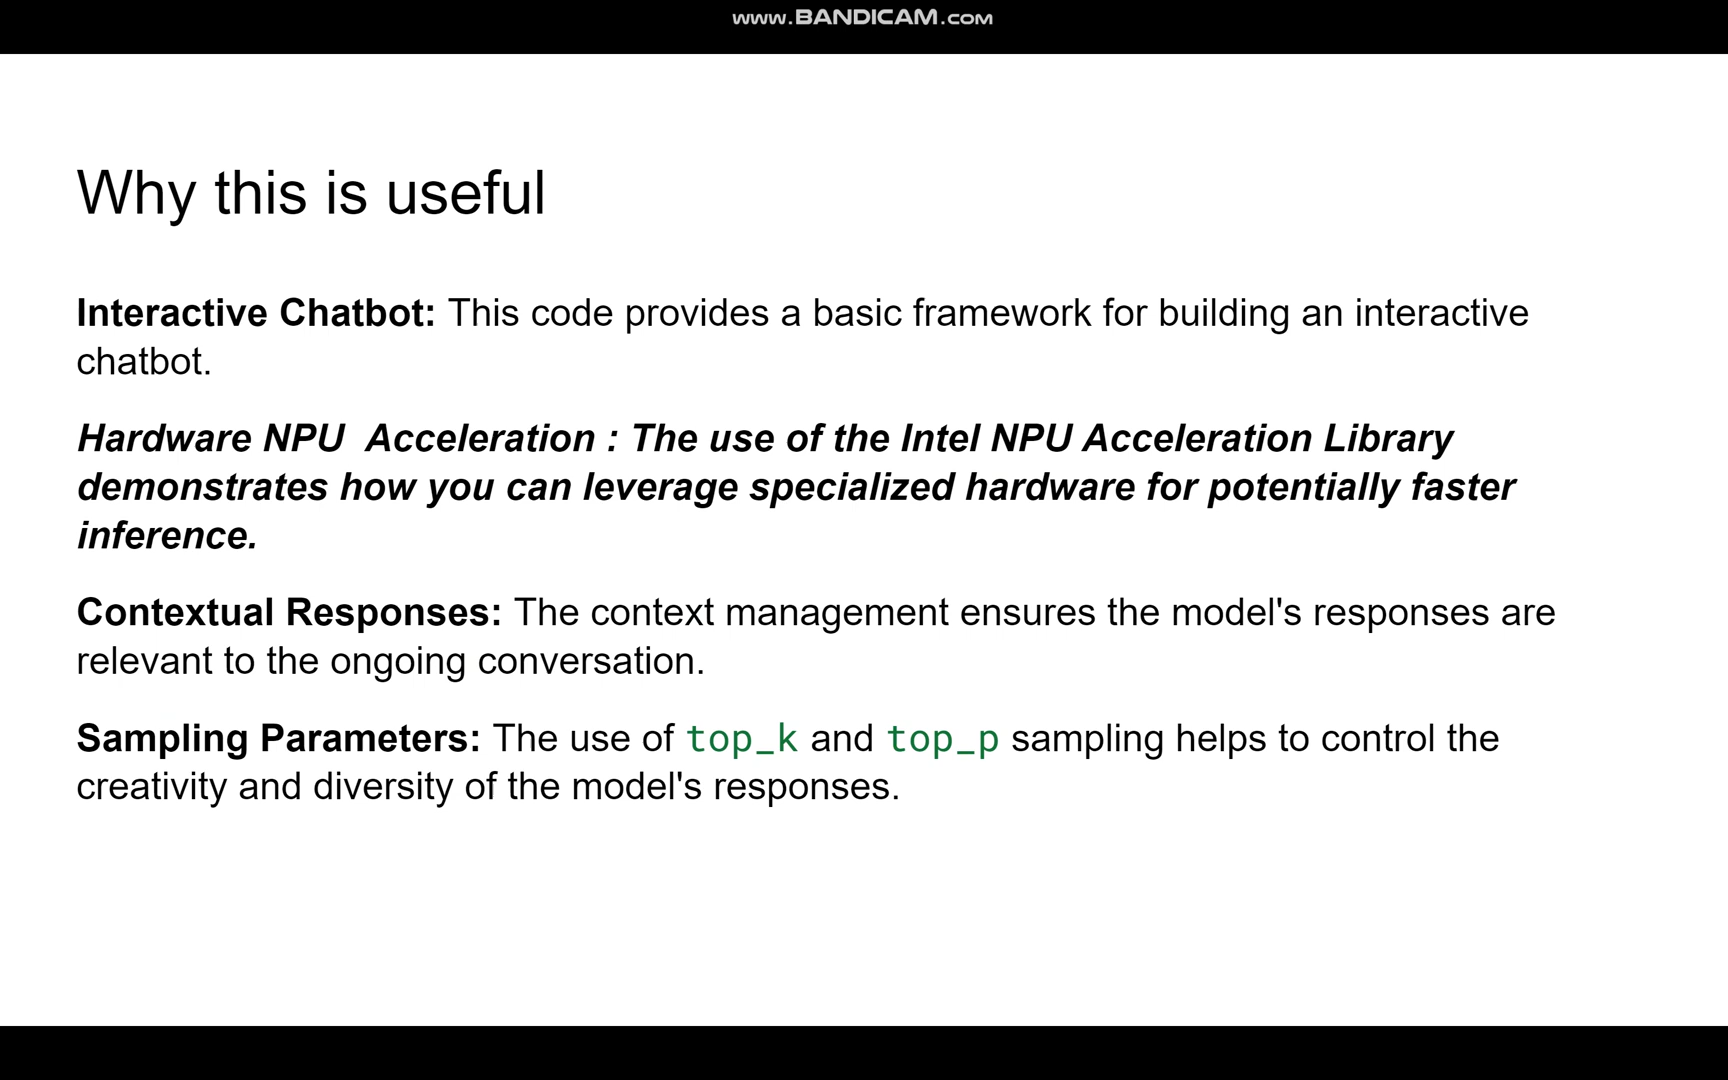 www.BANDICAM.com
Why this is useful
Interactive Chatbot: This code provides a basic framework for building an interactive
chatbot.
Hardware NPU  Acceleration : The use of the Intel NPU Acceleration Library
demonstrates how you can leverage specialized hardware for potentially faster
inference.
Contextual Responses: The context management ensures the model's responses are
relevant to the ongoing conversation.
Sampling Parameters: The use of top_k and top_p sampling helps to control the
creativity and diversity of the model's responses.